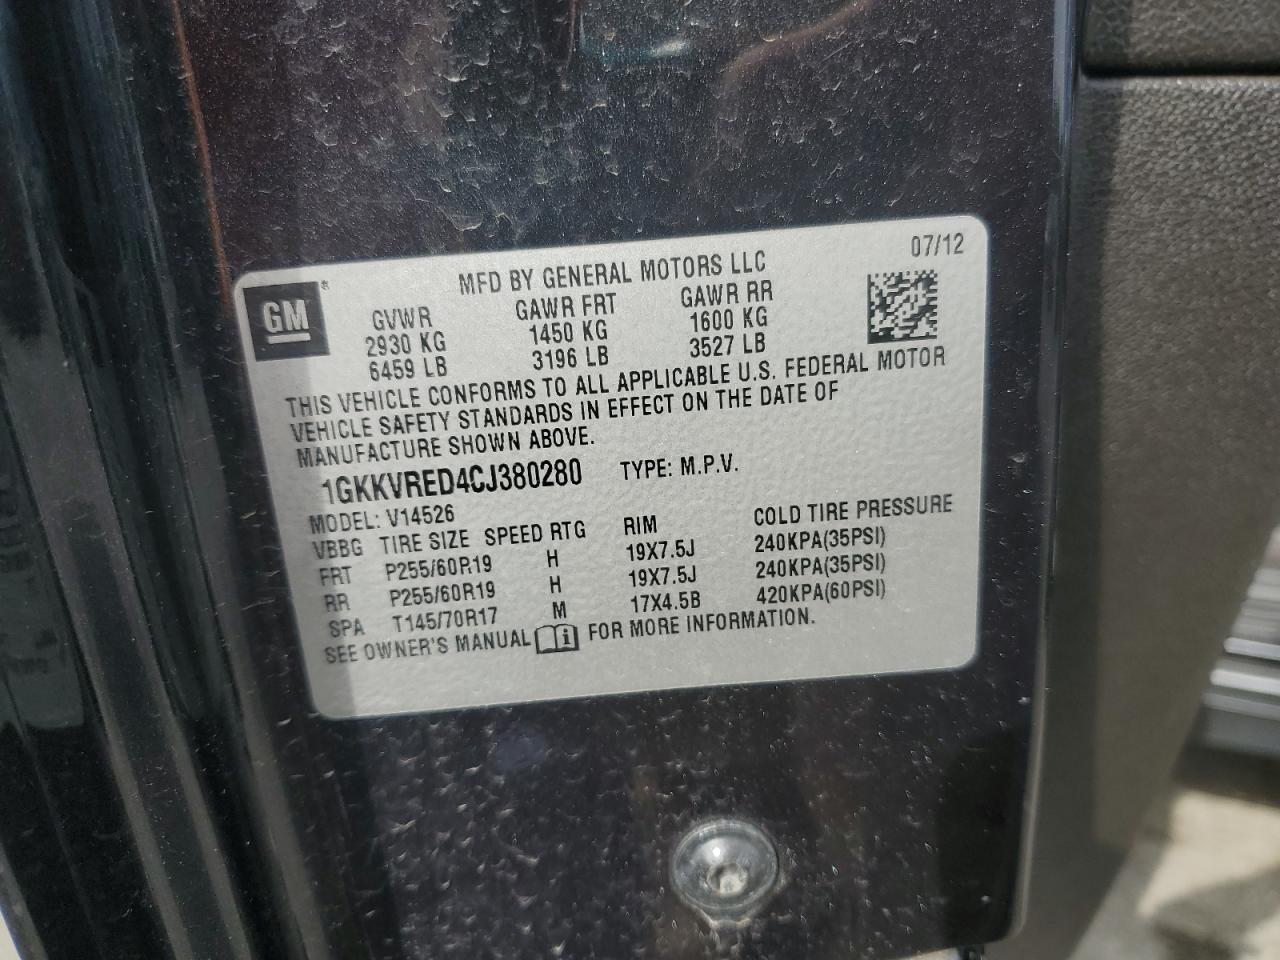 07/12
MFD BY GENERAL MOTORS LLC
GM®
GVWR GAWR FRT GAWR RR
2930 KG 1450 KG 1600 KG
6459 LB 3196 LB 3527 LB
THIS VEHICLE CONFORMS TO ALL APPLICABLE U.S. FEDERAL MOTOR
VEHICLE SAFETY STANDARDS IN EFFECT ON THE DATE OF
MANUFACTURE SHOWN ABOVE.
1GKKVRED4CJ380280 TYPE: M.P.V.
MODEL: V14526
VBBG TIRE SIZE SPEED RTG RIM COLD TIRE PRESSURE
FRT P255/60R19 H 19X7.5J 240KPA(35PSI)
RR P255/60R19 H 19X7.5J 240KPA(35PSI)
SPA T145/70R17 M 17X4.5B 420KPA(60PSI)
SEE OWNER'S MANUAL i FOR MORE INFORMATION.